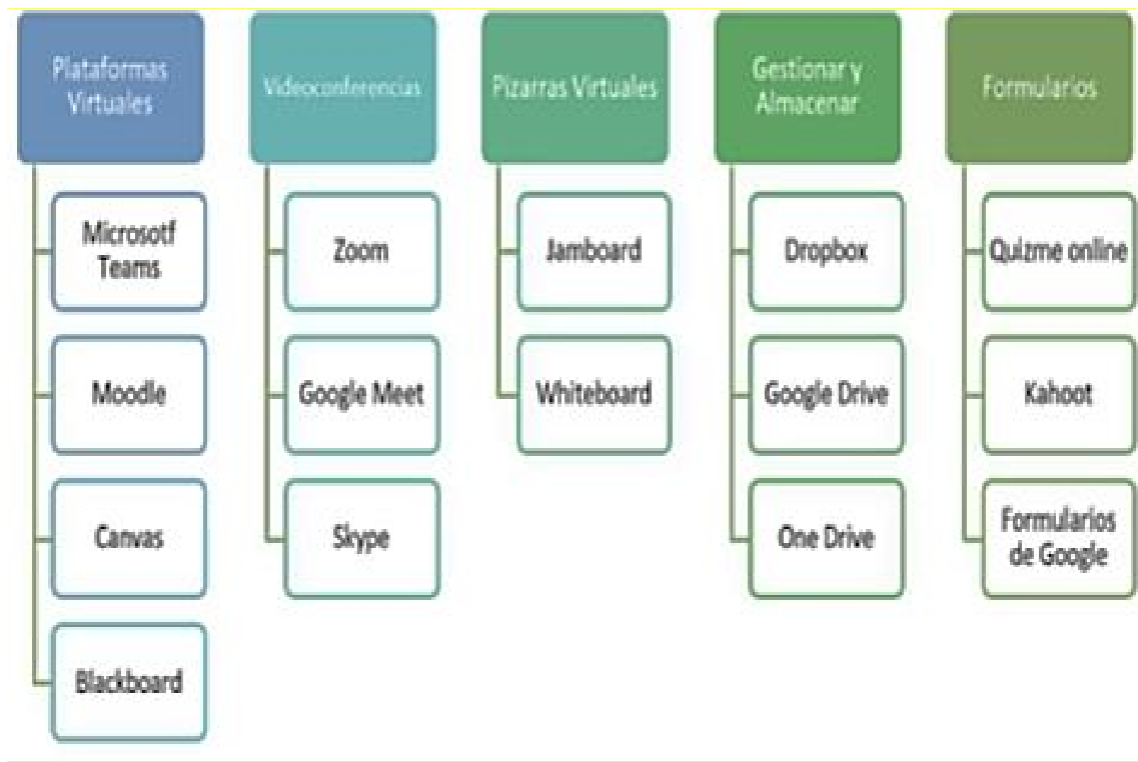 Plataformas
Virtuales
Microsotf
Teams
Moodle
Canvas
Blackboard
Videoconferencias
Zoom
Google Meet
Skype
Pizarras Virtuales
Jamboard
Whiteboard
Gestionar y
Almacenar
Dropbox
Google Drive
One Drive
Formularios
Quizme online
Kahoot
Formularios
de Google